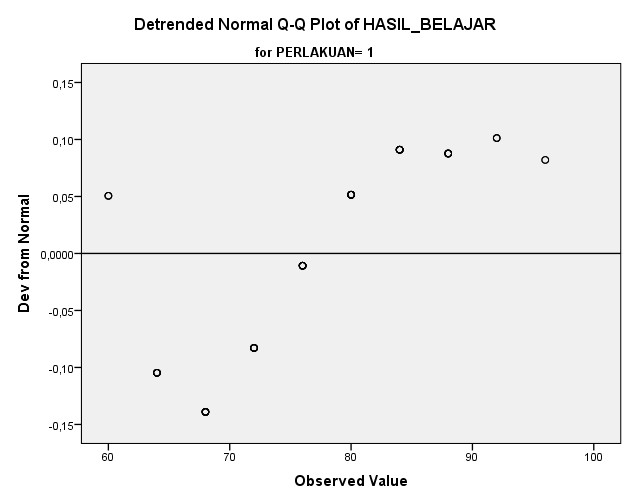 Detrended Normal Q-Q Plot of HASIL_BELAJAR
for PERLAKUAN= 1
Dev from Normal
0,15
0,10
0,05
0,0000
-0,05
-0,10
-0,15
60 70 80 90 100
Observed Value